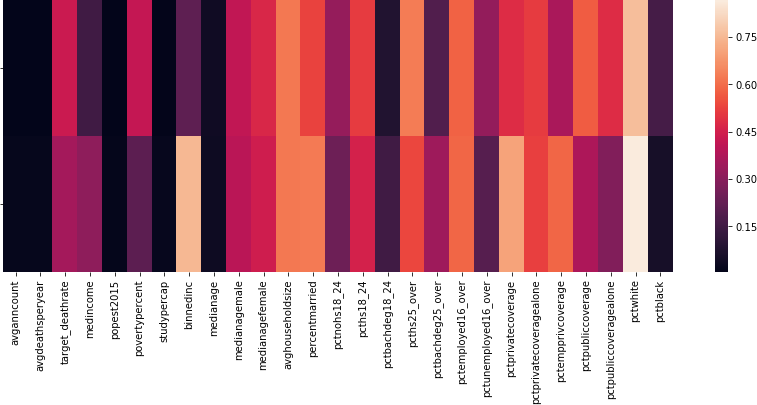 0.75
0.60
0.45
0.30
0.15
avganncount
avgdeathsperyear
target_deathrate
medincome
popest2015
povertypercent
studypercap
binnedinc
medianage
medianagemale
medianagefemale
avghouseholdsize
percentmarried
pctnohs18_24
pcths18_24
pctbachdeg18_24
pcths25_over
pctbachdeg25_over
pctemployed16_over
pctunemployed16_over
pctprivatecoverage
pctprivatecoveragealone
pctempprivcoverage
pctpubliccoverage
pctpubliccoveragealone
pctwhite
pctblack